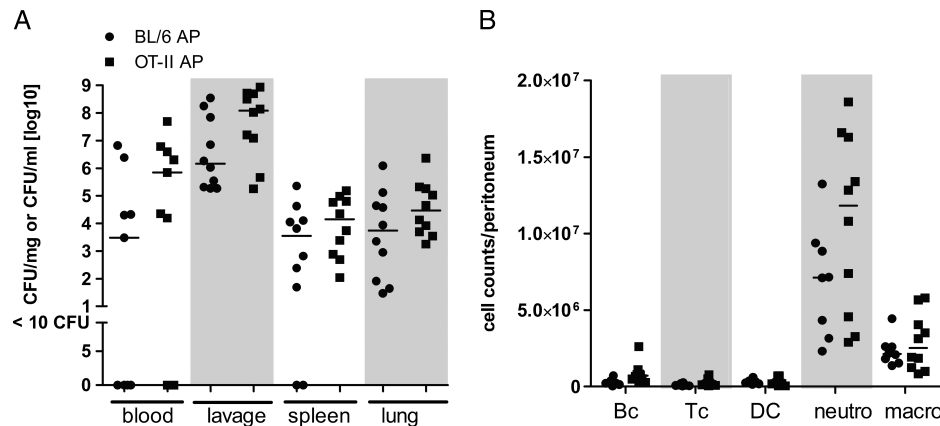 A
BL/6 AP
OT-II AP
CFU/mg or CFU/ml [log10]
9
8
7
6
5
4
3
2
1
< 10 CFU
5
0
blood lavage spleen lung
B
cell counts/peritoneum
2.0×10⁷
1.5×10⁷
1.0×10⁷
5.0×10⁶
0
Bc Tc DC neutro macro